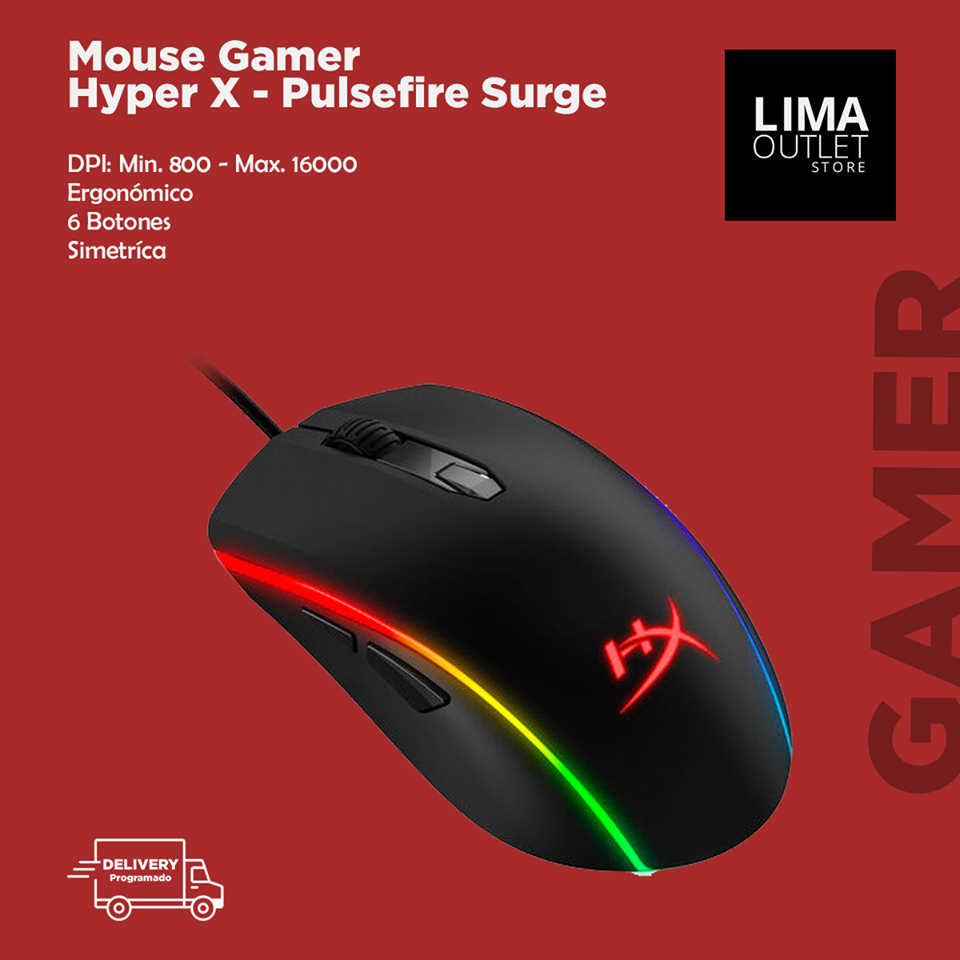 Mouse Gamer
Hyper X - Pulsefire Surge
LIMA
OUTLET
STORE
DPI: Min. 800 - Max. 16000
Ergonómico
6 Botones
Simetríca
GAMER
HX
DELIVERY
Programado